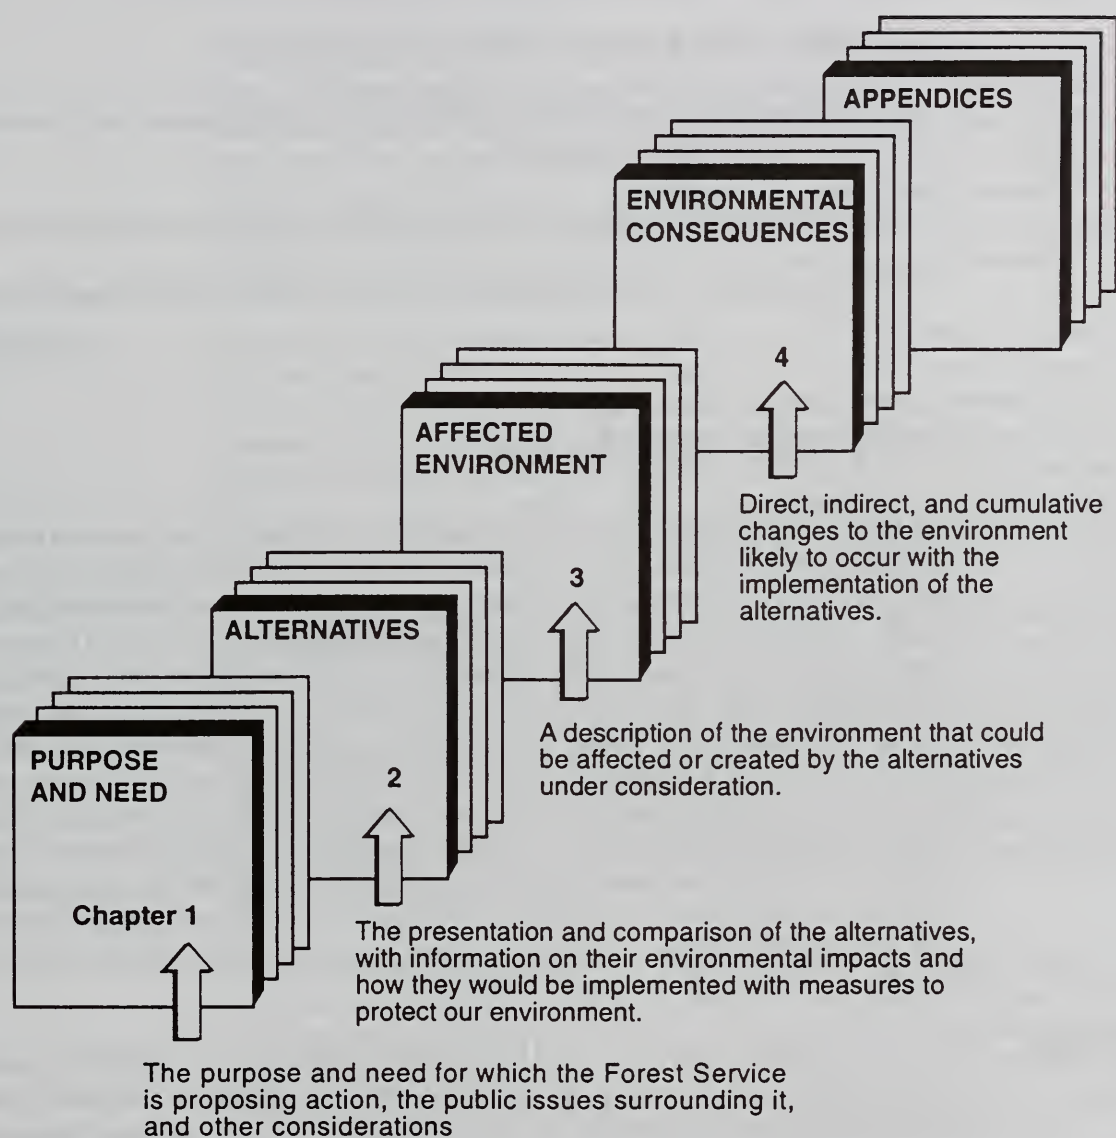 APPENDICES
ENVIRONMENTAL
CONSEQUENCES
4
Direct, indirect, and cumulative
changes to the environment
likely to occur with the
implementation of the
alternatives.
AFFECTED
ENVIRONMENT
3
A description of the environment that could
be affected or created by the alternatives
under consideration.
ALTERNATIVES
2
The presentation and comparison of the alternatives,
with information on their environmental impacts and
how they would be implemented with measures to
protect our environment.
PURPOSE
AND NEED
Chapter 1
The purpose and need for which the Forest Service
is proposing action, the public issues surrounding it,
and other considerations